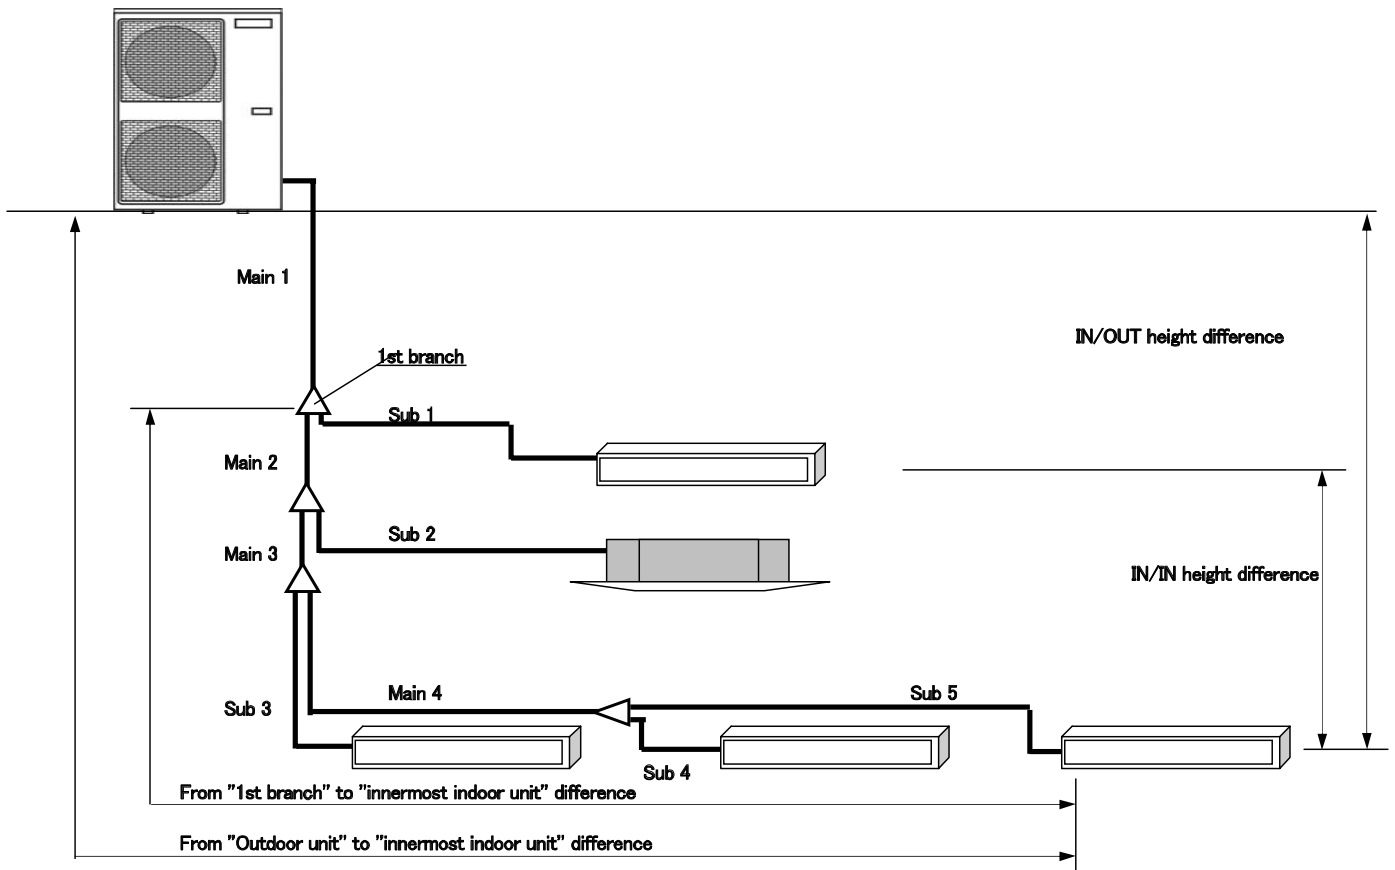 Main 1
IN/OUT height difference
1st branch
Sub 1
Main 2
Sub 2
Main 3
IN/IN height difference
Main 4
Sub 5
Sub 3
Sub 4
From "1st branch" to "innermost indoor unit" difference
From "Outdoor unit" to "innermost indoor unit" difference